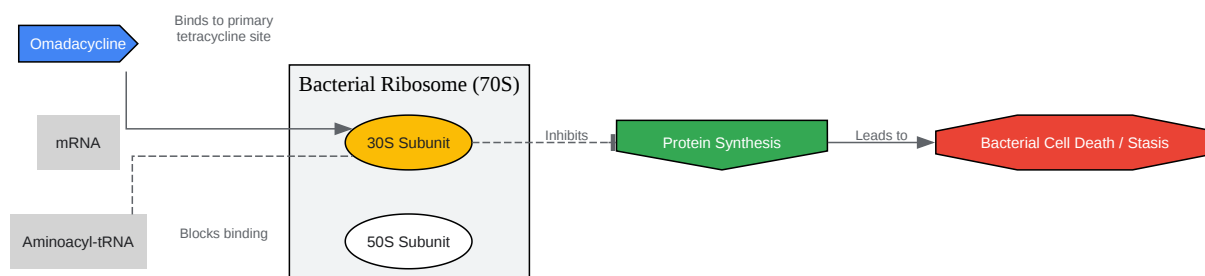 Binds to primary
tetracycline site
Omadacycline
Bacterial Ribosome (70S)
mRNA
30S Subunit
Inhibits
Protein Synthesis
Leads to
Bacterial Cell Death / Stasis
Aminoacyl-tRNA
Blocks binding
50S Subunit